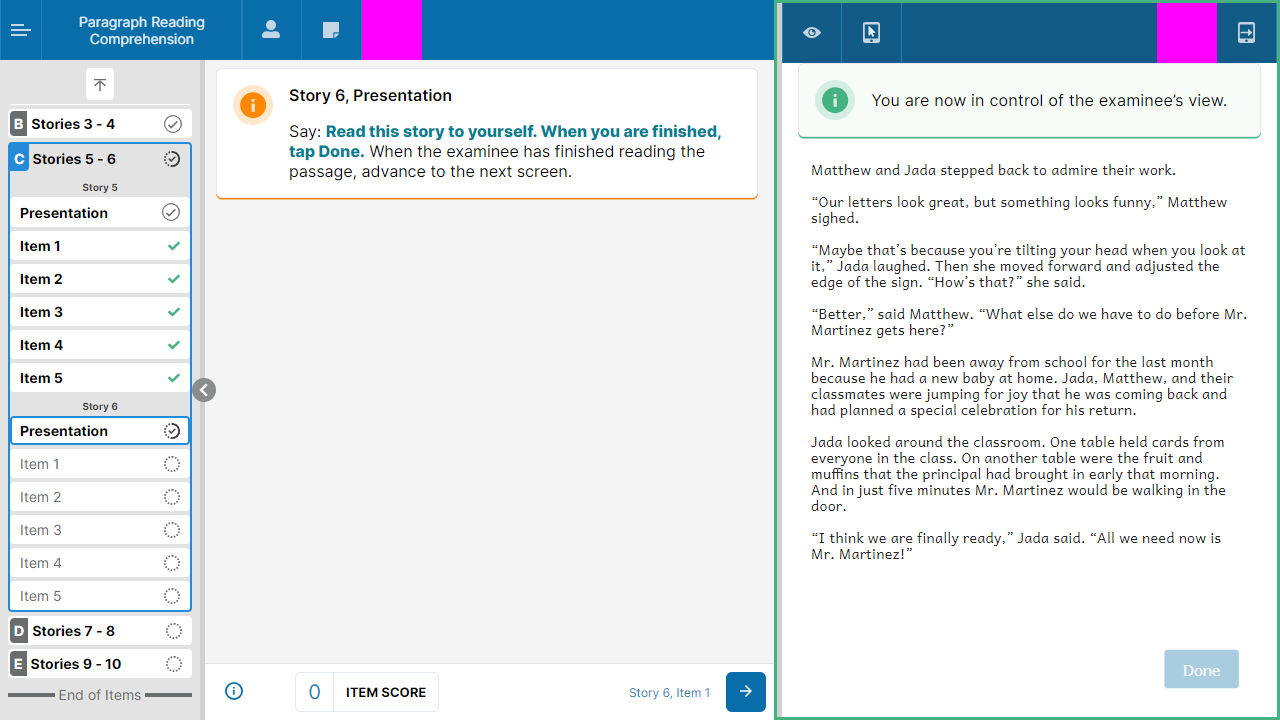 Paragraph Reading
Comprehension
B Stories 3 - 4
C Stories 5 - 6
Story 5
Presentation
Item 1
Item 2
Item 3
Item 4
Item 5
Story 6
Presentation
Item 1
Item 2
Item 3
Item 4
Item 5
D Stories 7 - 8
E Stories 9 - 10
End of Items
Story 6, Presentation
Say: Read this story to yourself. When you are finished,
tap Done. When the examinee has finished reading the
passage, advance to the next screen.
0 ITEM SCORE
Story 6, Item 1
You are now in control of the examinee’s view.
Matthew and Jada stepped back to admire their work.
“Our letters look great, but something looks funny,” Matthew
sighed.
“Maybe that’s because you’re tilting your head when you look at
it,” Jada laughed. Then she moved forward and adjusted the
edge of the sign. “How’s that?” she said.
“Better,” said Matthew. “What else do we have to do before Mr.
Martinez gets here?”
Mr. Martinez had been away from school for the last month
because he had a new baby at home. Jada, Matthew, and their
classmates were jumping for joy that he was coming back and
had planned a special celebration for his return.
Jada looked around the classroom. One table held cards from
everyone in the class. On another table were the fruit and
muffins that the principal had brought in early that morning.
And in just five minutes Mr. Martinez would be walking in the
door.
“I think we are finally ready,” Jada said. “All we need now is
Mr. Martinez!”
Done